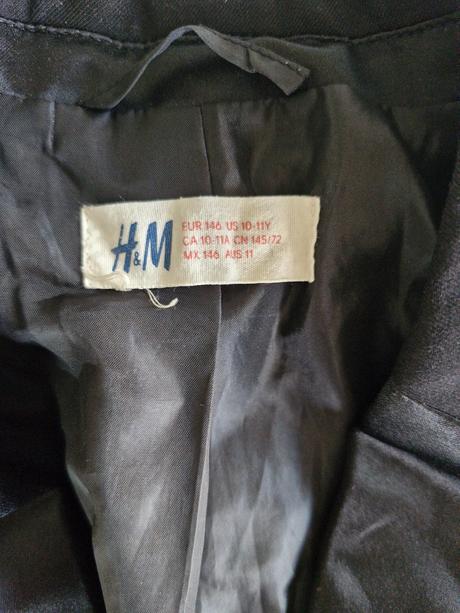 H&M
EUR 146 US 10-11Y
CA 10-11A CN 145/72
MX 146 AUS 11